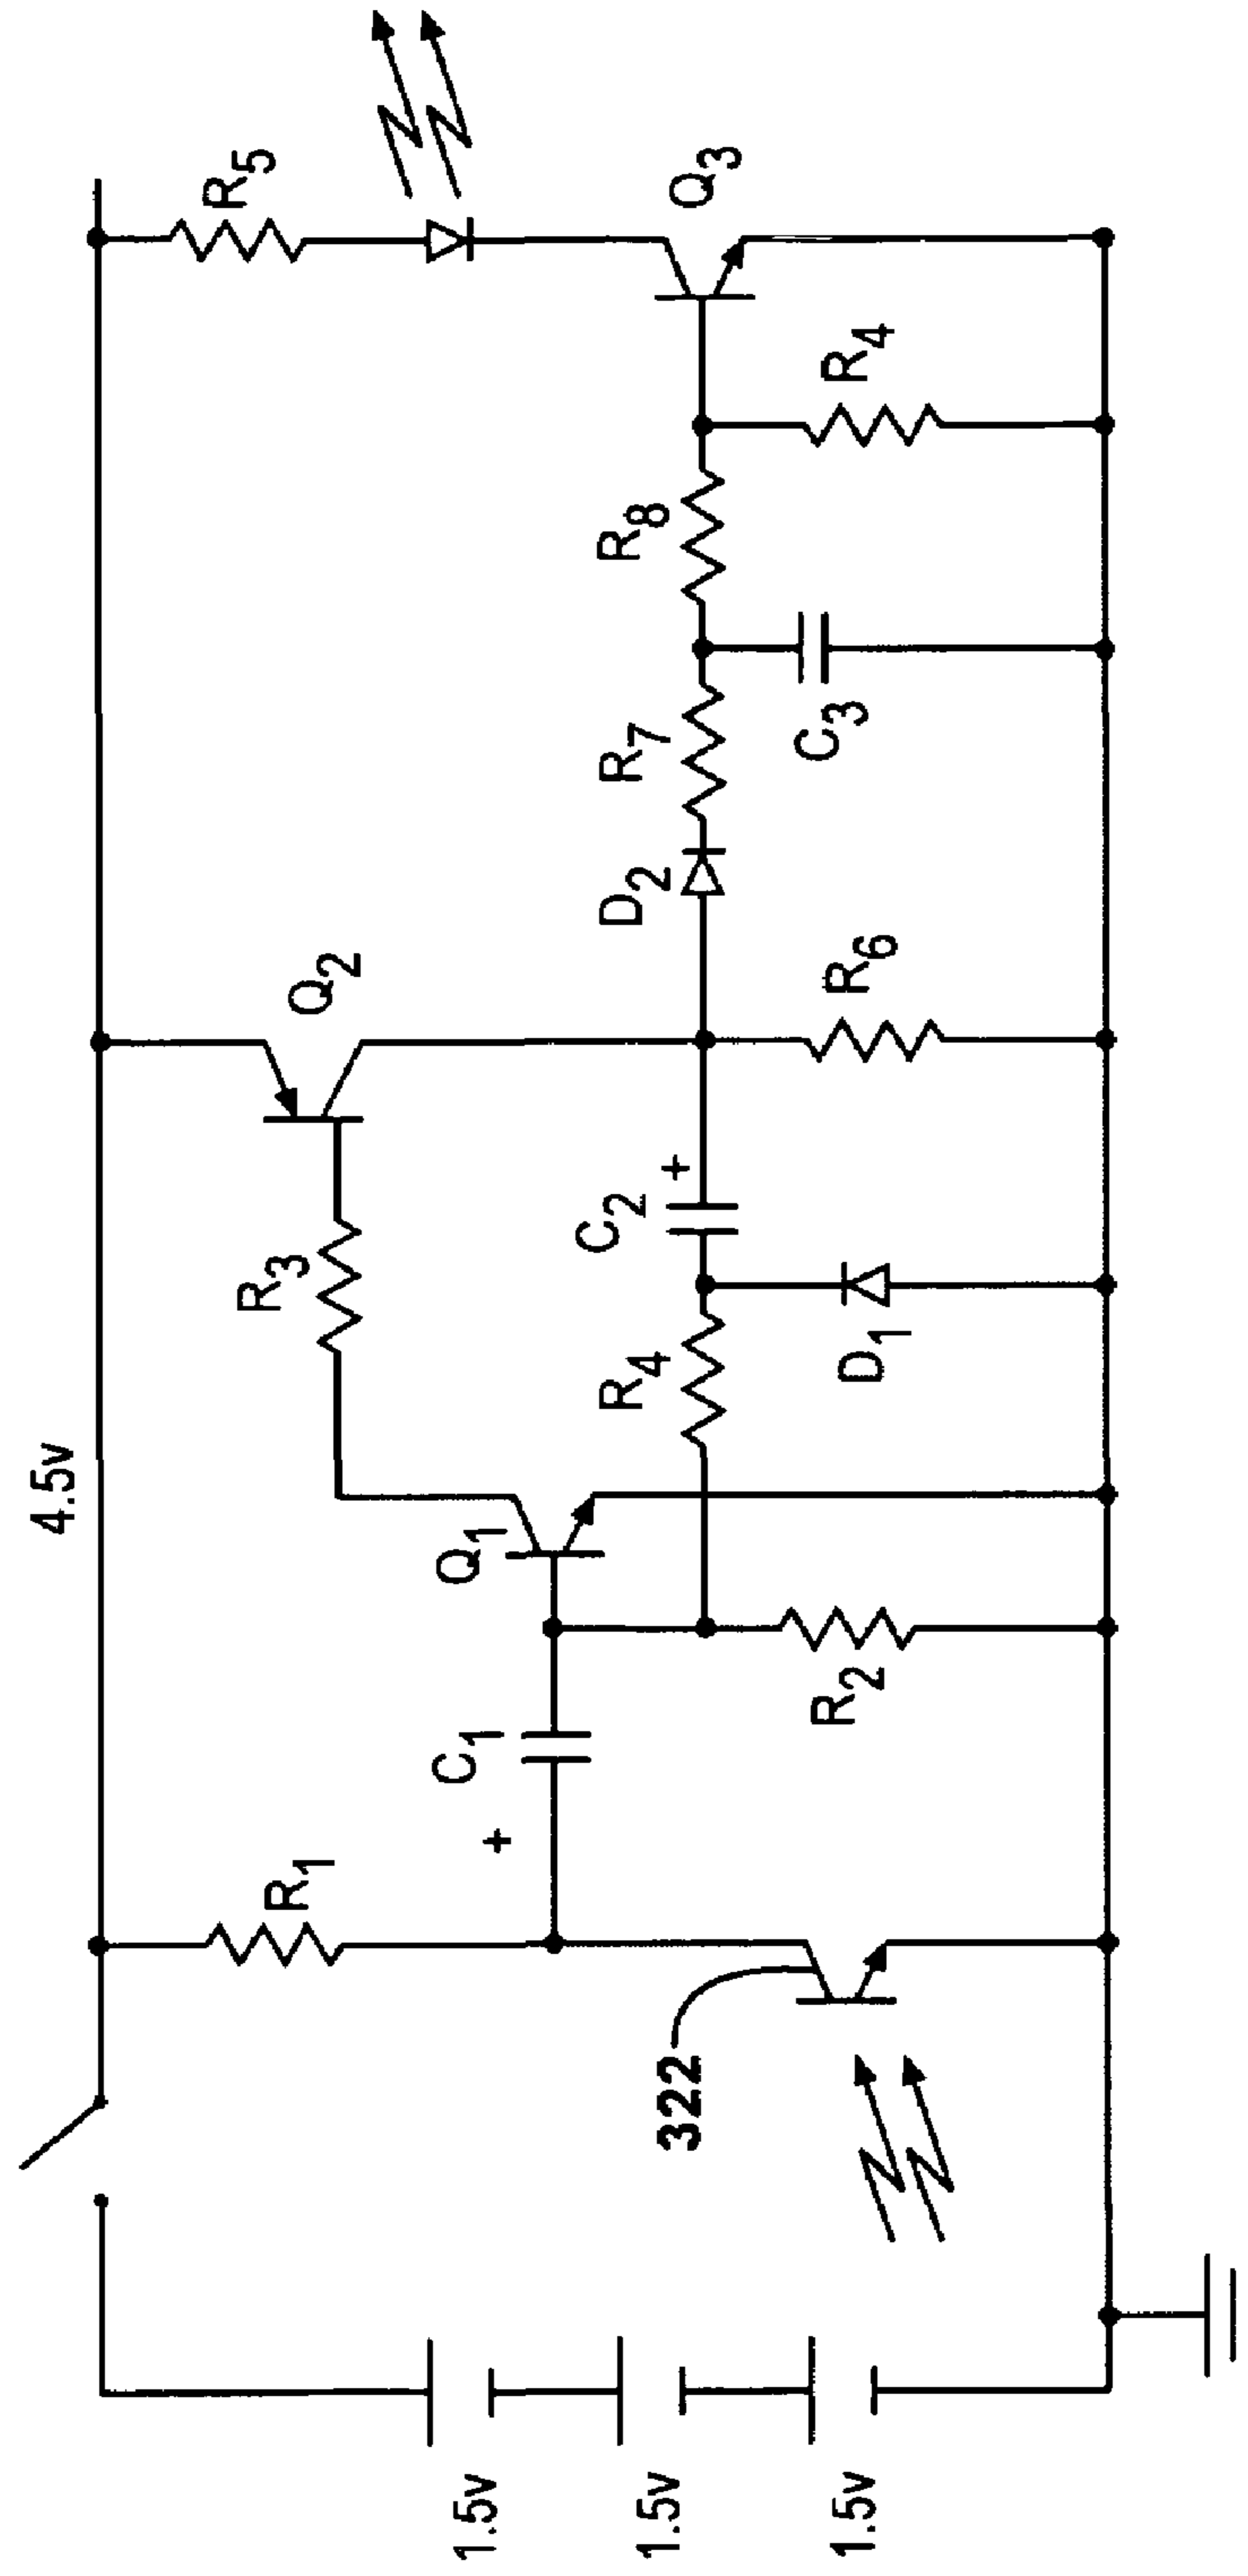 4.5v
1.5v
1.5v
1.5v
R1
322
C1
R2
Q1
R3
R4
D1
C2
Q2
R6
D2
R7
C3
R8
R4
R5
Q3
+
+